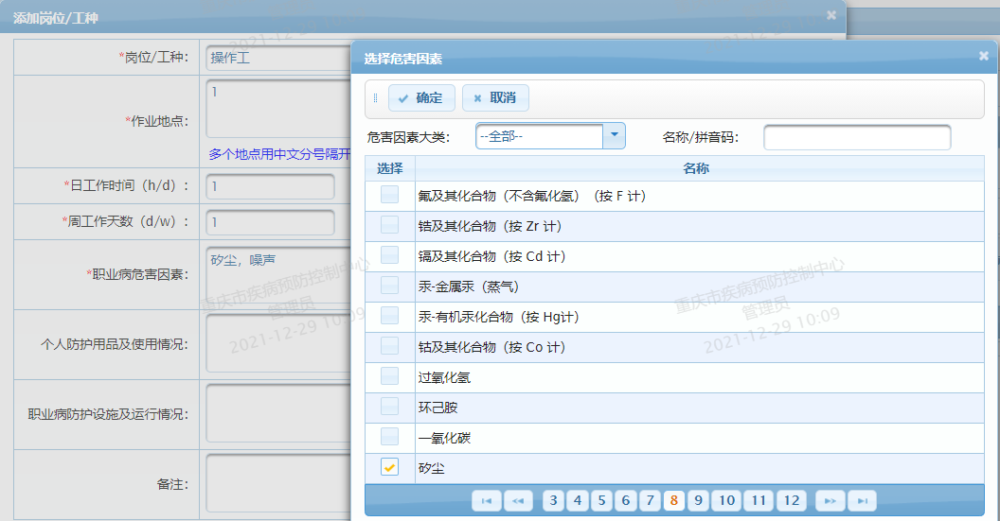 添加岗位/工种
*岗位/工种：
操作工
*作业地点：
1
多个地点用中文分号隔开
*日工作时间（h/d）：
1
*周工作天数（d/w）：
1
*职业病危害因素：
矽尘，噪声
个人防护用品及使用情况：
职业病防护设施及运行情况：
备注：
选择危害因素
确定
取消
危害因素大类：
--全部--
名称/拼音码：
选择
名称
氟及其化合物（不含氟化氢）（按 F 计）
锆及其化合物（按 Zr 计）
镉及其化合物（按 Cd 计）
汞-金属汞（蒸气）
汞-有机汞化合物（按 Hg计）
钴及其化合物（按 Co 计）
过氧化氢
环己胺
一氧化碳
矽尘
3 4 5 6 7 8 9 10 11 12
重庆市疾病预防控制中心
管理员
2021-12-29 10:09
重庆市疾病预防控制中心
管理员
2021-12-29 10:09